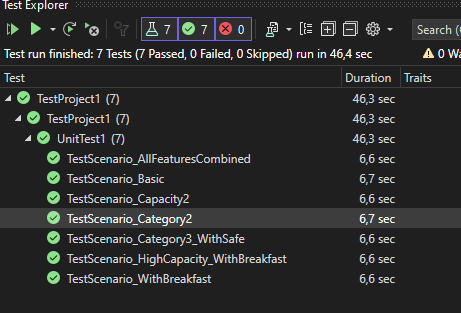 Test Explorer
7 7 0 Search (
Test run finished: 7 Tests (7 Passed, 0 Failed, 0 Skipped) run in 46,4 sec 0 Wa
Test Duration Traits
TestProject1 (7) 46,3 sec
TestProject1 (7) 46,3 sec
UnitTest1 (7) 46,3 sec
TestScenario_AllFeaturesCombined 6,6 sec
TestScenario_Basic 6,7 sec
TestScenario_Capacity2 6,6 sec
TestScenario_Category2 6,7 sec
TestScenario_Category3_WithSafe 6,6 sec
TestScenario_HighCapacity_WithBreakfast 6,6 sec
TestScenario_WithBreakfast 6,6 sec